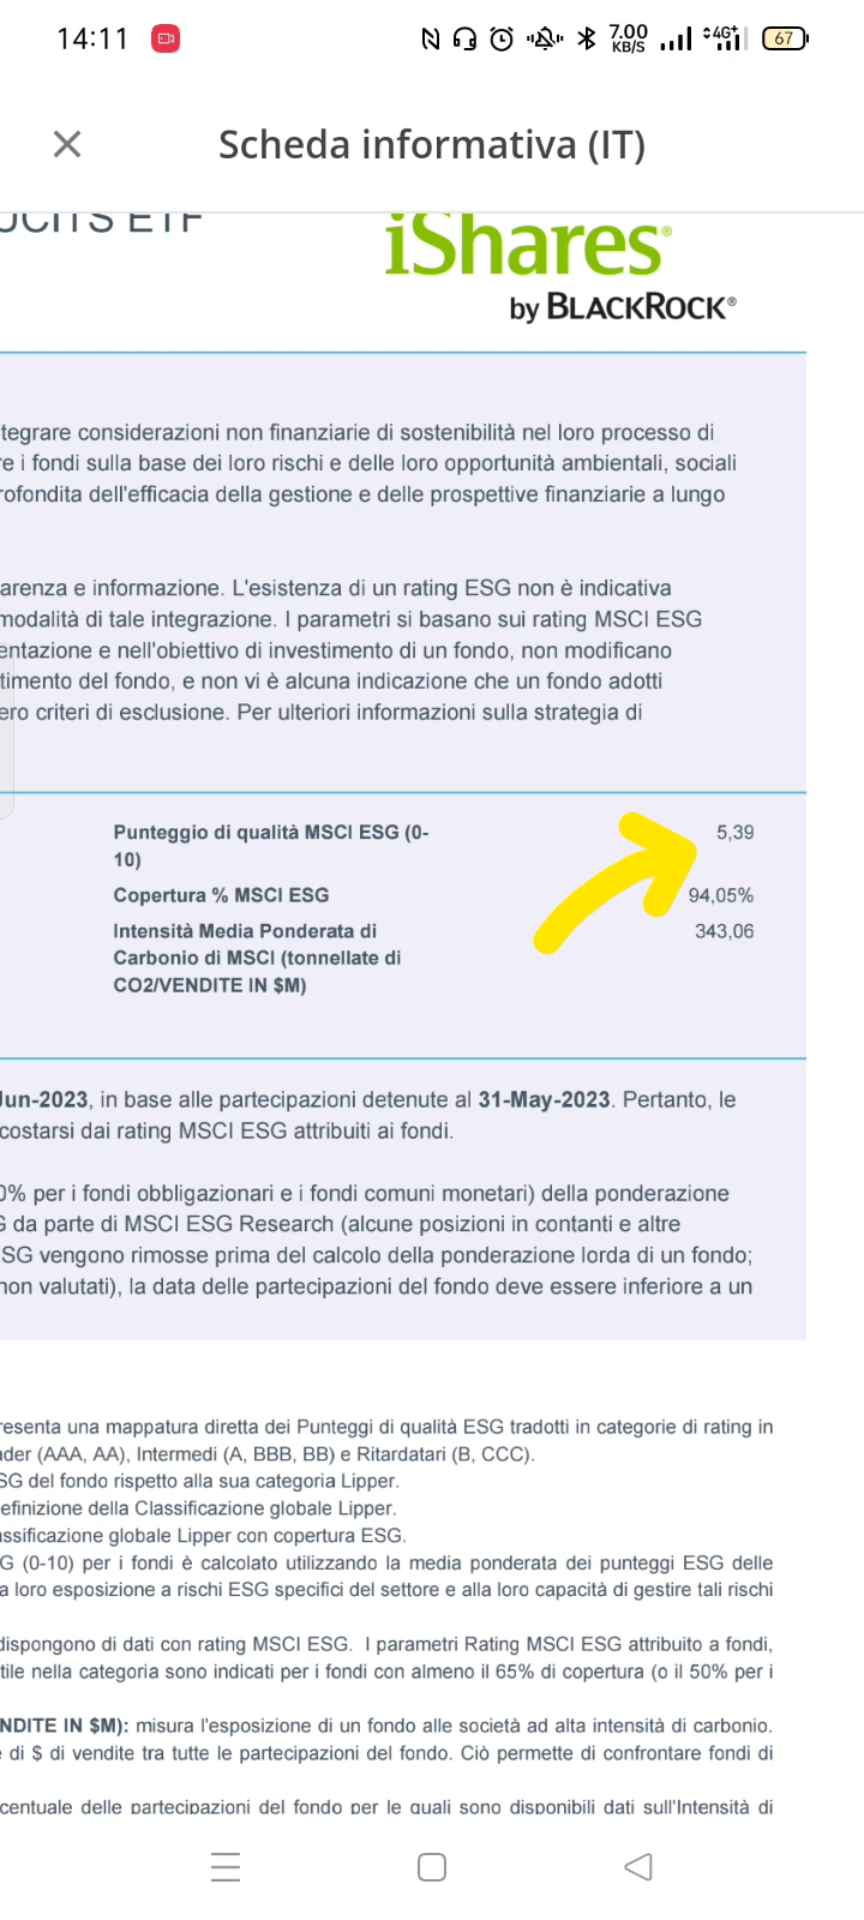 14:11
7.00
KB/S
4G+
67
Scheda informativa (IT)
UCITS ETF
iShares®
by BLACKROCK®
tegrare considerazioni non finanziarie di sostenibilità nel loro processo di
re i fondi sulla base dei loro rischi e delle loro opportunità ambientali, sociali
rofondita dell'efficacia della gestione e delle prospettive finanziarie a lungo
arenza e informazione. L'esistenza di un rating ESG non è indicativa
modalità di tale integrazione. I parametri si basano sui rating MSCI ESG
entazione e nell'obiettivo di investimento di un fondo, non modificano
timento del fondo, e non vi è alcuna indicazione che un fondo adotti
ero criteri di esclusione. Per ulteriori informazioni sulla strategia di
Punteggio di qualità MSCI ESG (0-
10)
5,39
Copertura % MSCI ESG
94,05%
Intensità Media Ponderata di
Carbonio di MSCI (tonnellate di
CO2/VENDITE IN $M)
343,06
Jun-2023, in base alle partecipazioni detenute al 31-May-2023. Pertanto, le
costarsi dai rating MSCI ESG attribuiti ai fondi.
0% per i fondi obbligazionari e i fondi comuni monetari) della ponderazione
G da parte di MSCI ESG Research (alcune posizioni in contanti e altre
SG vengono rimosse prima del calcolo della ponderazione lorda di un fondo;
non valutati), la data delle partecipazioni del fondo deve essere inferiore a un
resenta una mappatura diretta dei Punteggi di qualità ESG tradotti in categorie di rating in
ader (AAA, AA), Intermedi (A, BBB, BB) e Ritardatari (B, CCC).
SG del fondo rispetto alla sua categoria Lipper.
efinizione della Classificazione globale Lipper.
assificazione globale Lipper con copertura ESG.
G (0-10) per i fondi è calcolato utilizzando la media ponderata dei punteggi ESG delle
a loro esposizione a rischi ESG specifici del settore e alla loro capacità di gestire tali rischi
dispongono di dati con rating MSCI ESG. I parametri Rating MSCI ESG attribuito a fondi,
tile nella categoria sono indicati per i fondi con almeno il 65% di copertura (o il 50% per i
NDITE IN $M): misura l'esposizione di un fondo alle società ad alta intensità di carbonio.
e di $ di vendite tra tutte le partecipazioni del fondo. Ciò permette di confrontare fondi di
centuale delle partecipazioni del fondo per le quali sono disponibili dati sull'Intensità di